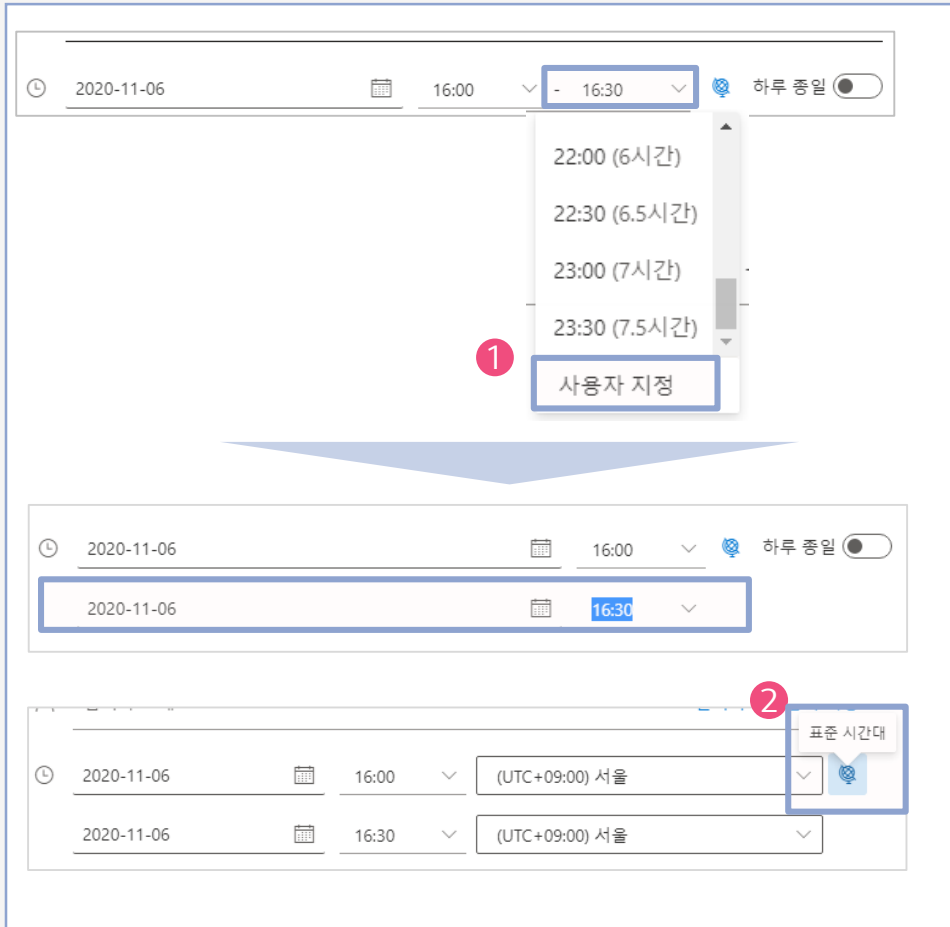 2020-11-06 16:00 - 16:30 하루 종일
22:00 (6시간)
22:30 (6.5시간)
23:00 (7시간)
23:30 (7.5시간)
1
사용자 지정
2020-11-06 16:00 하루 종일
2020-11-06 16:30
2
표준 시간대
2020-11-06 16:00 (UTC+09:00) 서울
2020-11-06 16:30 (UTC+09:00) 서울